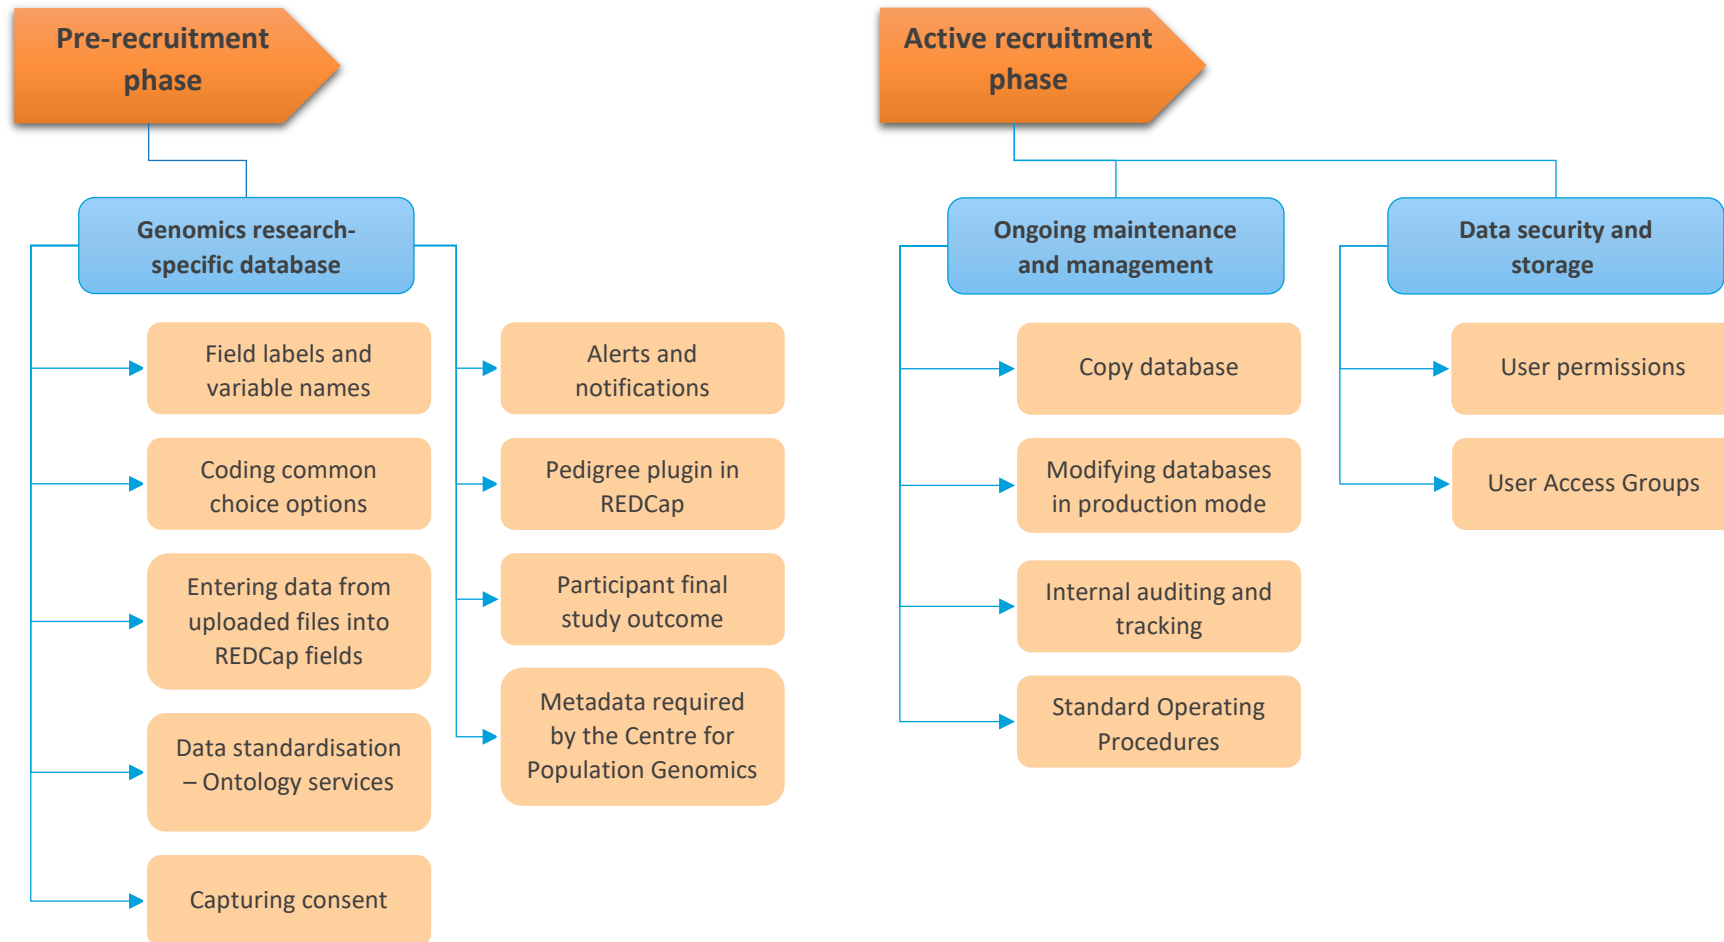 Pre-recruitment
phase
Genomics research-
specific database
Field labels and
variable names
Coding common
choice options
Entering data from
uploaded files into
REDCap fields
Data standardisation
– Ontology services
Capturing consent
Alerts and
notifications
Pedigree plugin in
REDCap
Participant final
study outcome
Metadata required
by the Centre for
Population Genomics
Active recruitment
phase
Ongoing maintenance
and management
Copy database
Modifying databases
in production mode
Internal auditing and
tracking
Standard Operating
Procedures
Data security and
storage
User permissions
User Access Groups